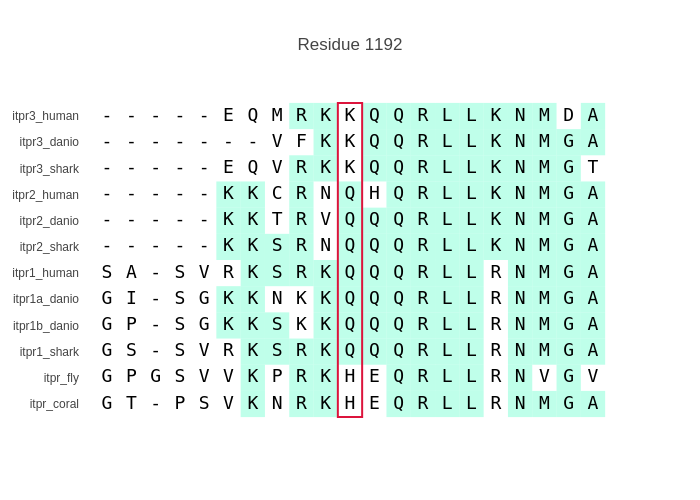 Residue 1192
itpr3_human - - - - - E Q M R K K Q Q R L L K N M D A
itpr3_danio - - - - - - - V F K K Q Q R L L K N M G A
itpr3_shark - - - - - E Q V R K K Q Q R L L K N M G T
itpr2_human - - - - - K K C R N Q H Q R L L K N M G A
itpr2_danio - - - - - K K T R V Q Q Q R L L K N M G A
itpr2_shark - - - - - K K S R N Q Q Q R L L K N M G A
itpr1_human S A - S V R K S R K Q Q Q R L L R N M G A
itpr1a_danio G I - S G K K N K K Q Q Q R L L R N M G A
itpr1b_danio G P - S G K K S K K Q Q Q R L L R N M G A
itpr1_shark G S - S V R K S R K Q Q Q R L L R N M G A
itpr_fly G P G S V V K P R K H E Q R L L R N V G V
itpr_coral G T - P S V K N R K H E Q R L L R N M G A